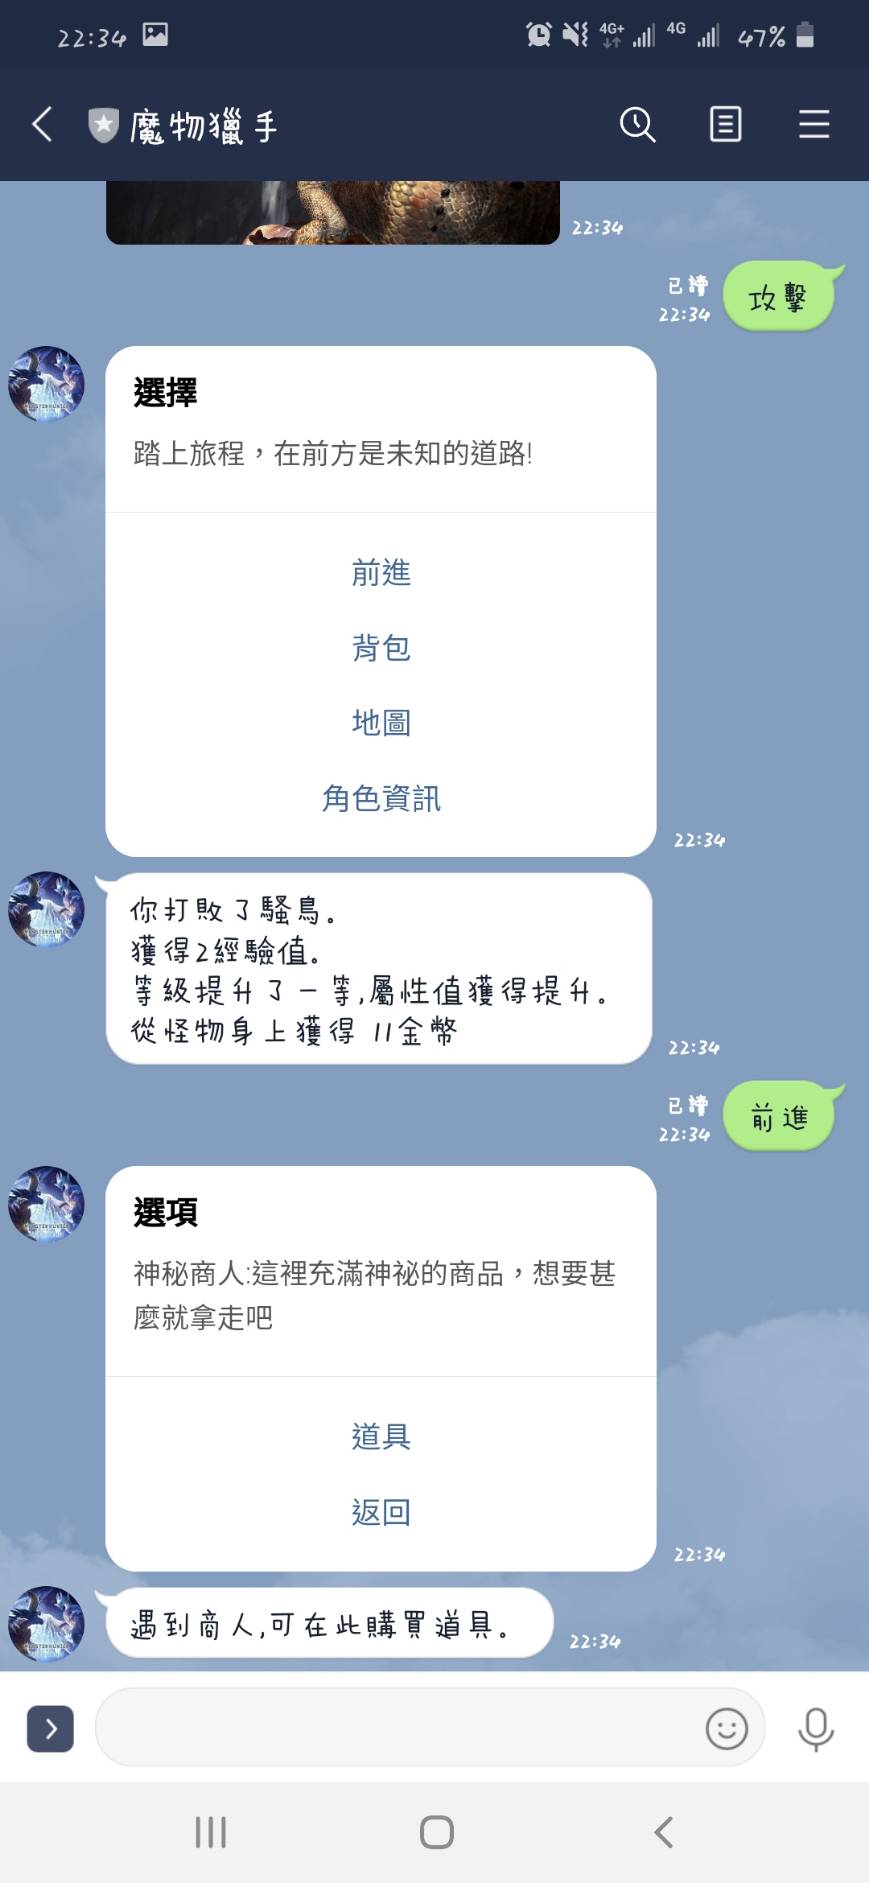 22:34
4G+
4G
47%
魔物獵手
22:34
已讀
22:34
攻擊
選擇
踏上旅程，在前方是未知的道路!
前進
背包
地圖
角色資訊
22:34
你打敗了騷鳥。
獲得2經驗值。
等級提升了一等,屬性值獲得提升。
從怪物身上獲得 11金幣
22:34
已讀
22:34
前進
選項
神秘商人:這裡充滿神祕的商品，想要甚
麼就拿走吧
道具
返回
22:34
遇到商人,可在此購買道具。
22:34